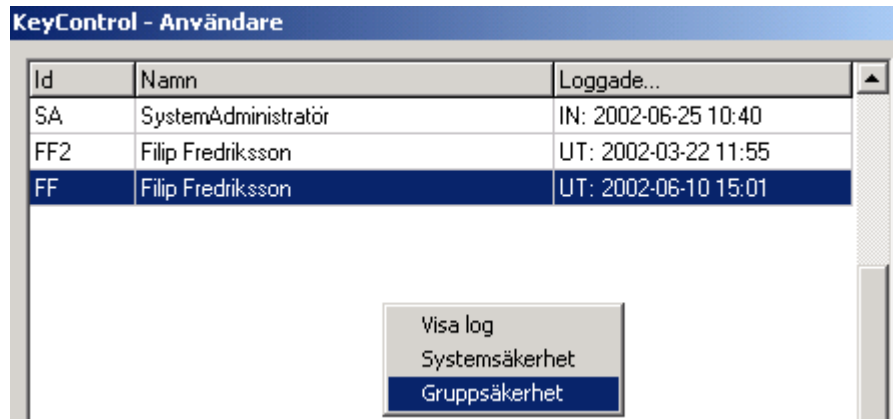 KeyControl - Användare
Id Namn Loggade...
SA SystemAdministratör IN: 2002-06-25 10:40
FF2 Filip Fredriksson UT: 2002-03-22 11:55
FF Filip Fredriksson UT: 2002-06-10 15:01
Visa log
Systemsäkerhet
Gruppsäkerhet